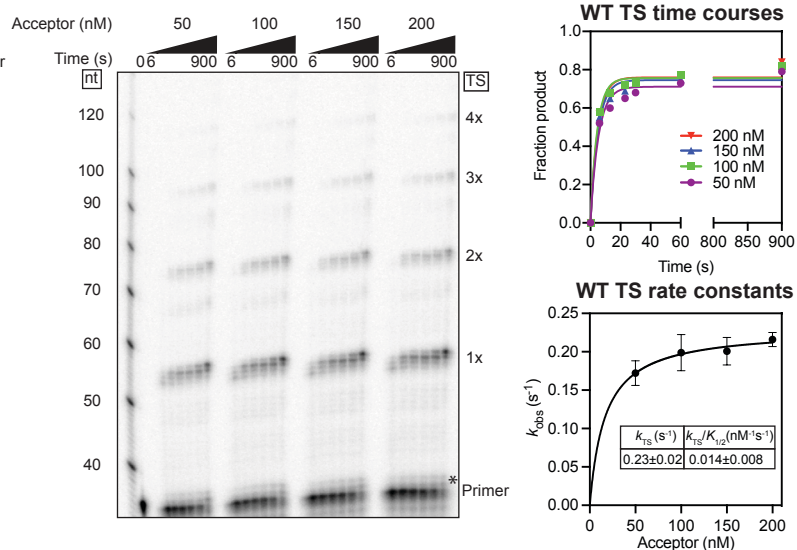 Acceptor (nM) 50 100 150 200
r Time (s) 0 6 900 6 900 6 900 6 900
nt TS
120
100
90
80
70
60
50
40
4x
3x
2x
1x
*
Primer
WT TS time courses
Fraction product
1.0
0.8
0.6
0.4
0.2
0.0
200 nM
150 nM
100 nM
50 nM
0 20 40 60 800 850 900
Time (s)
WT TS rate constants
kobs (s-1)
0.25
0.20
0.15
0.10
0.05
0.00
kTS (s-1) kTS/K1/2(nM-1s-1)
0.23±0.02 0.014±0.008
0 50 100 150 200
Acceptor (nM)